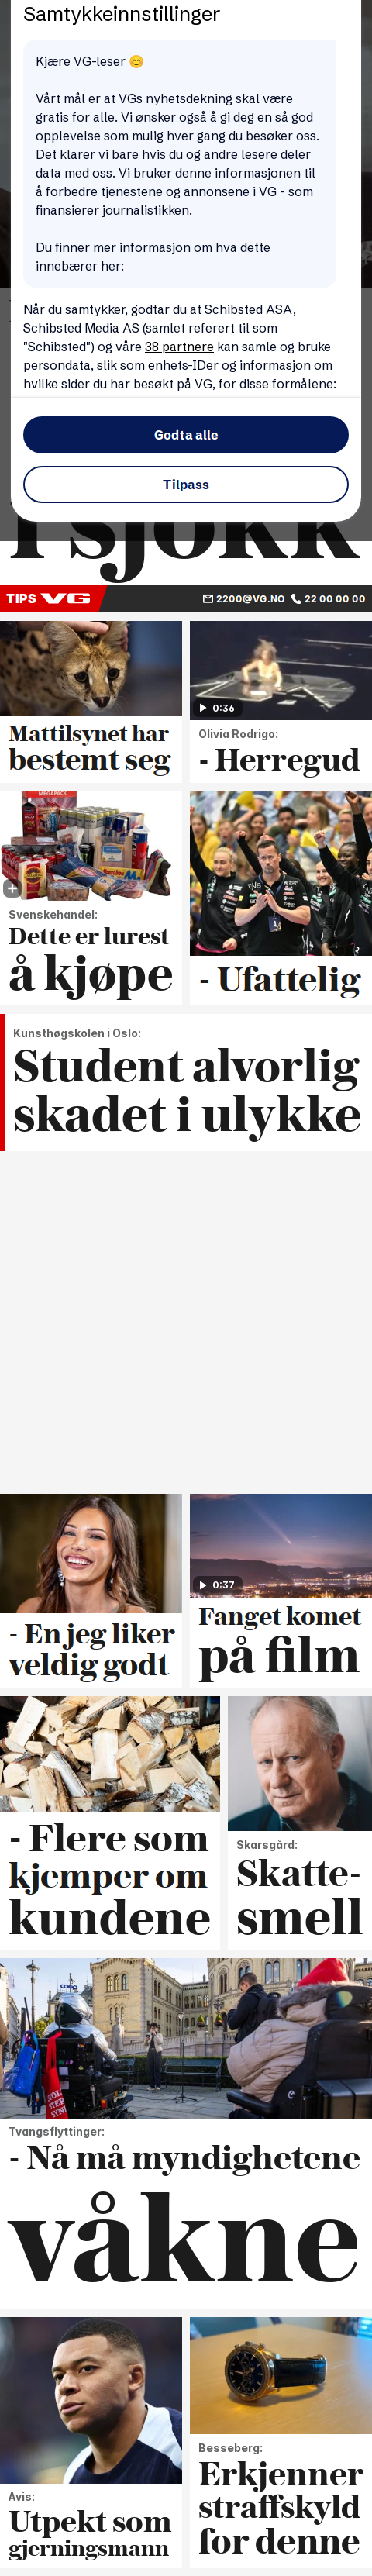 Samtykkeinnstillinger
Kjære VG-leser 😊
Vårt mål er at VGs nyhetsdekning skal være
gratis for alle. Vi ønsker også å gi deg en så god
opplevelse som mulig hver gang du besøker oss.
Det klarer vi bare hvis du og andre lesere deler
data med oss. Vi bruker denne informasjonen til
å forbedre tjenestene og annonsene i VG - som
finansierer journalistikken.
Du finner mer informasjon om hva dette
innebærer her:
Når du samtykker, godtar du at Schibsted ASA,
Schibsted Media AS (samlet referert til som
"Schibsted") og våre 38 partnere kan samle og bruke
persondata, slik som enhets-IDer og informasjon om
hvilke sider du har besøkt på VG, for disse formålene:
Godta alle
Tilpass
i sjokk
TIPS VG 2200@VG.NO 22 00 00 00
Mattilsynet har
bestemt seg
0:36
Olivia Rodrigo:
- Herregud
Svenskehandel:
Dette er lurest
å kjøpe
- Ufattelig
Kunsthøgskolen i Oslo:
Student alvorlig
skadet i ulykke
- En jeg liker
veldig godt
0:37
Fanget komet
på film
- Flere som
kjemper om
kundene
Skarsgård:
Skatte-
smell
coop
Tvangsflyttinger:
- Nå må myndighetene
våkne
Avis:
Utpekt som
gjerningsmann
Besseberg:
Erkjenner
straffskyld
for denne